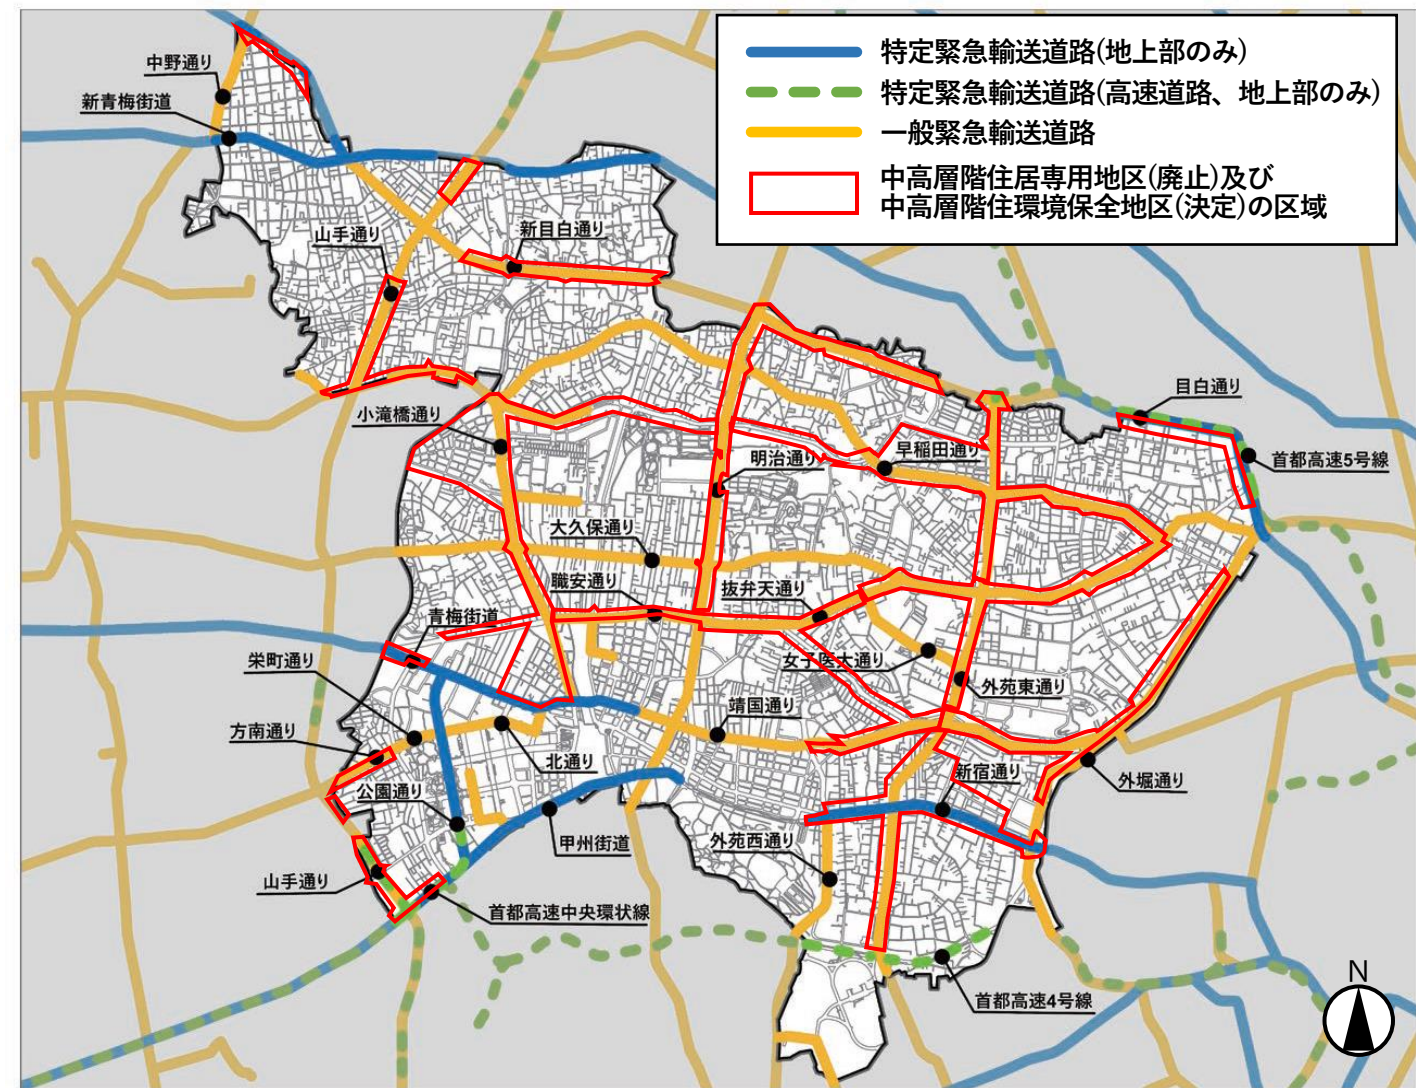 特定緊急輸送道路(地上部のみ)
特定緊急輸送道路(高速道路、地上部のみ)
一般緊急輸送道路
中高層階住居専用地区(廃止)及び
中高層階住環境保全地区(決定)の区域
中野通り
新青梅街道
山手通り
新目白通り
目白通り
小滝橋通り
早稲田通り
首都高速5号線
明治通り
大久保通り
職安通り
抜弁天通り
青梅街道
栄町通り
女子医大通り
外苑東通り
方南通り
靖国通り
北通り
新宿通り
外堀通り
公園通り
甲州街道
外苑西通り
山手通り
首都高速中央環状線
首都高速4号線
N